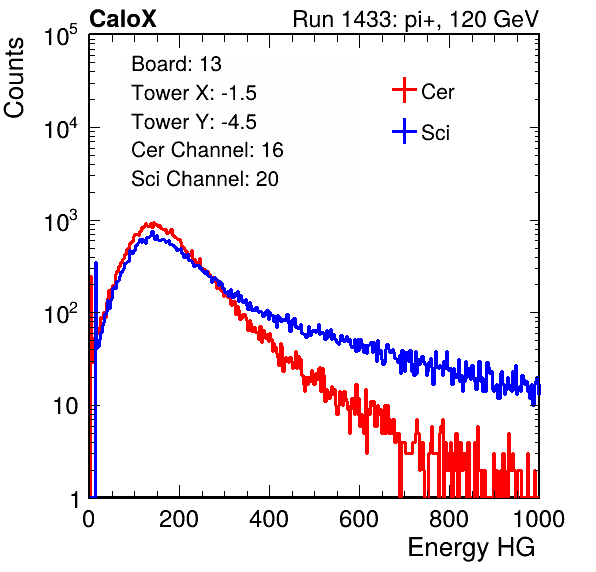 CaloX Run 1433: pi+, 120 GeV
Counts
Board: 13
Tower X: -1.5
Tower Y: -4.5
Cer Channel: 16
Sci Channel: 20
Cer
Sci
10^5
10^4
10^3
10^2
10
1
0 200 400 600 800 1000
Energy HG